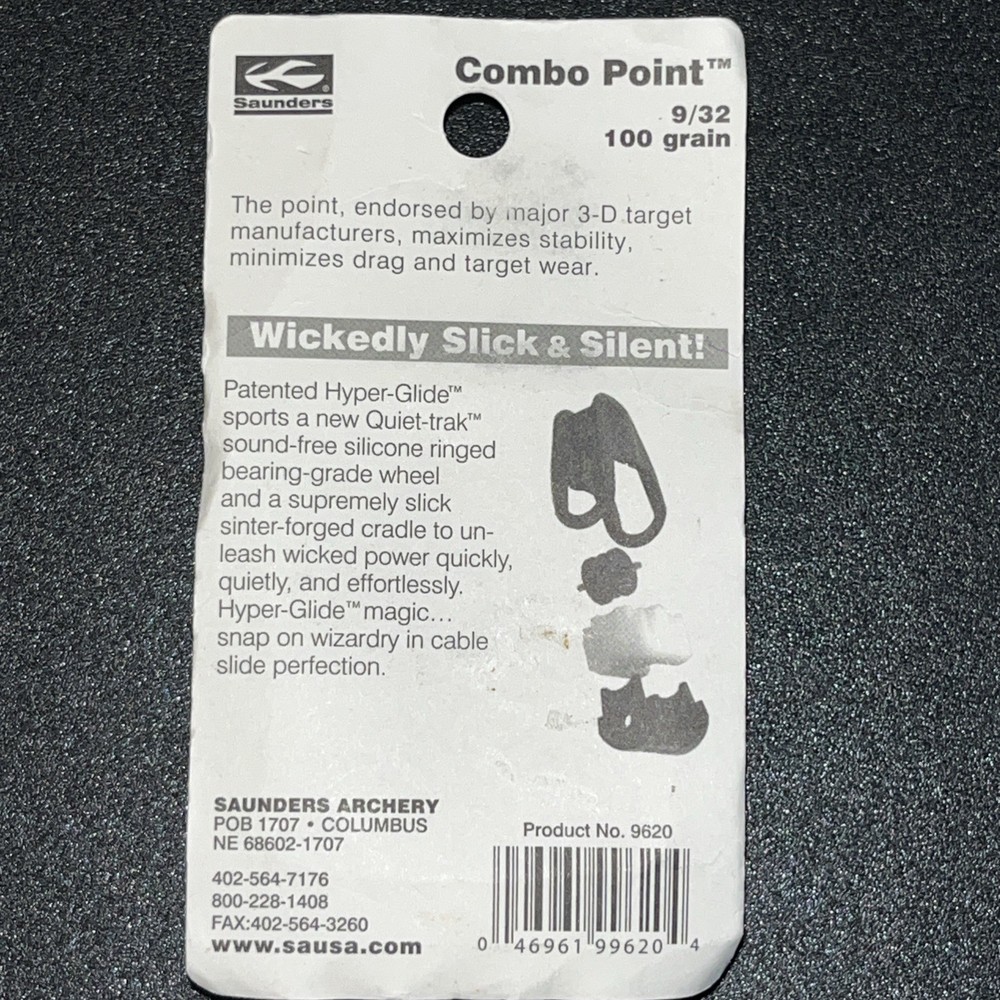 Saunders
Combo Point™
9/32
100 grain
The point, endorsed by major 3-D target
manufacturers, maximizes stability,
minimizes drag and target wear.
Wickedly Slick & Silent!
Patented Hyper-Glide™
sports a new Quiet-trak™
sound-free silicone ringed
bearing-grade wheel
and a supremely slick
sinter-forged cradle to un-
leash wicked power quickly,
quietly, and effortlessly.
Hyper-Glide™ magic...
snap on wizardry in cable
slide perfection.
SAUNDERS ARCHERY
POB 1707 • COLUMBUS
NE 68602-1707
402-564-7176
800-228-1408
FAX:402-564-3260
www.sausa.com
Product No. 9620
0 46961 99620 4